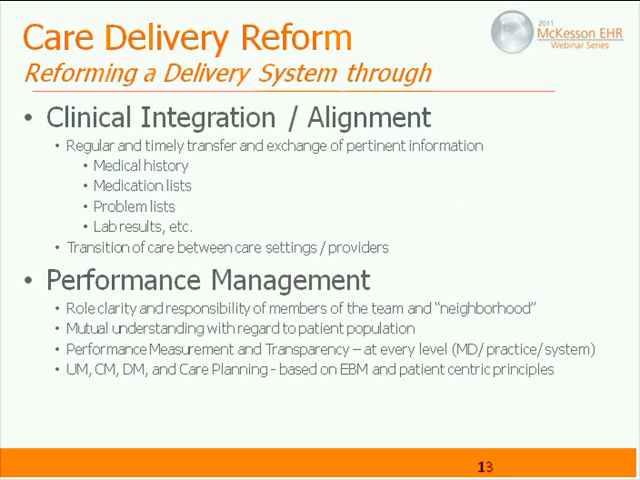 Care Delivery Reform
2011
McKesson EHR
Webinar Series
Reforming a Delivery System through
• Clinical Integration / Alignment
• Regular and timely transfer and exchange of pertinent information
• Medical history
• Medication lists
• Problem lists
• Lab results, etc.
• Transition of care between care settings / providers
• Performance Management
• Role clarity and responsibility of members of the team and “neighborhood”
• Mutual understanding with regard to patient population
• Performance Measurement and Transparency – at every level (MD/practice/system)
• UM, CM, DM, and Care Planning - based on EBM and patient centric principles
13